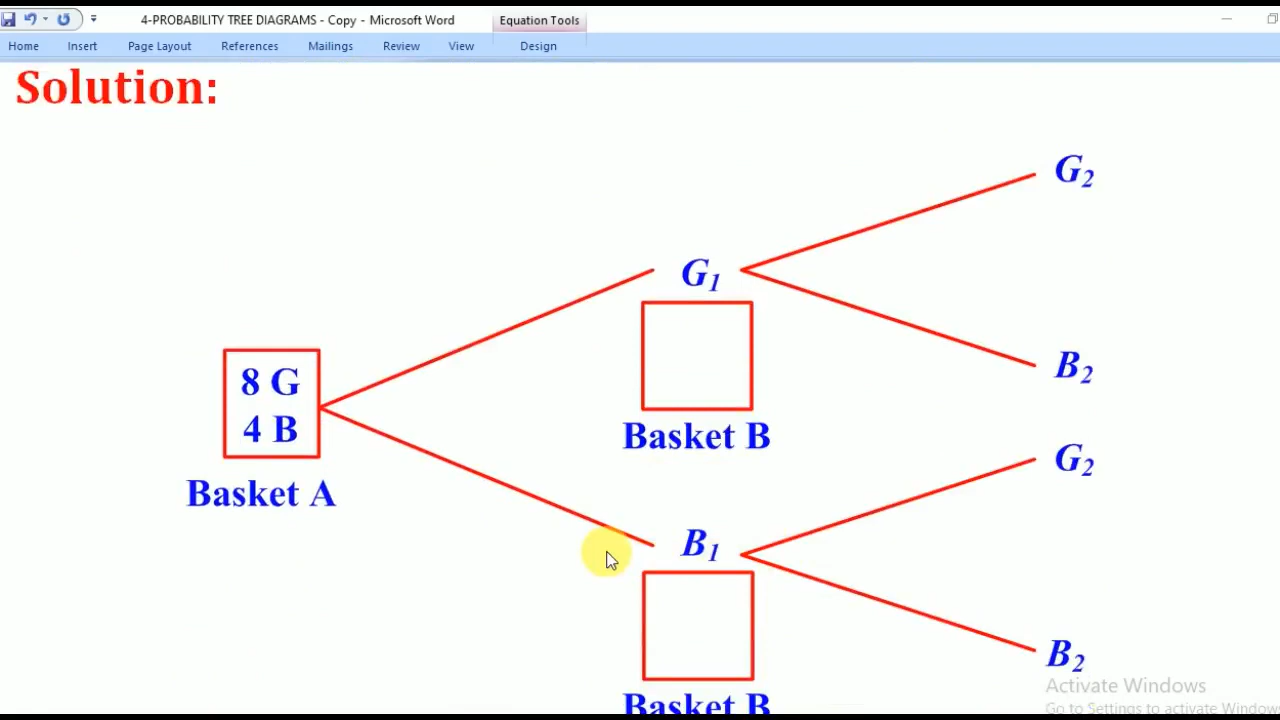 4-PROBABILITY TREE DIAGRAMS - Copy - Microsoft Word
Equation Tools
Home Insert Page Layout References Mailings Review View Design
Solution:
G2
G1
8 G
4 B
B2
Basket B
G2
Basket A
B1
B2
Activate Windows
Go to Settings to activate Windows
Basket B